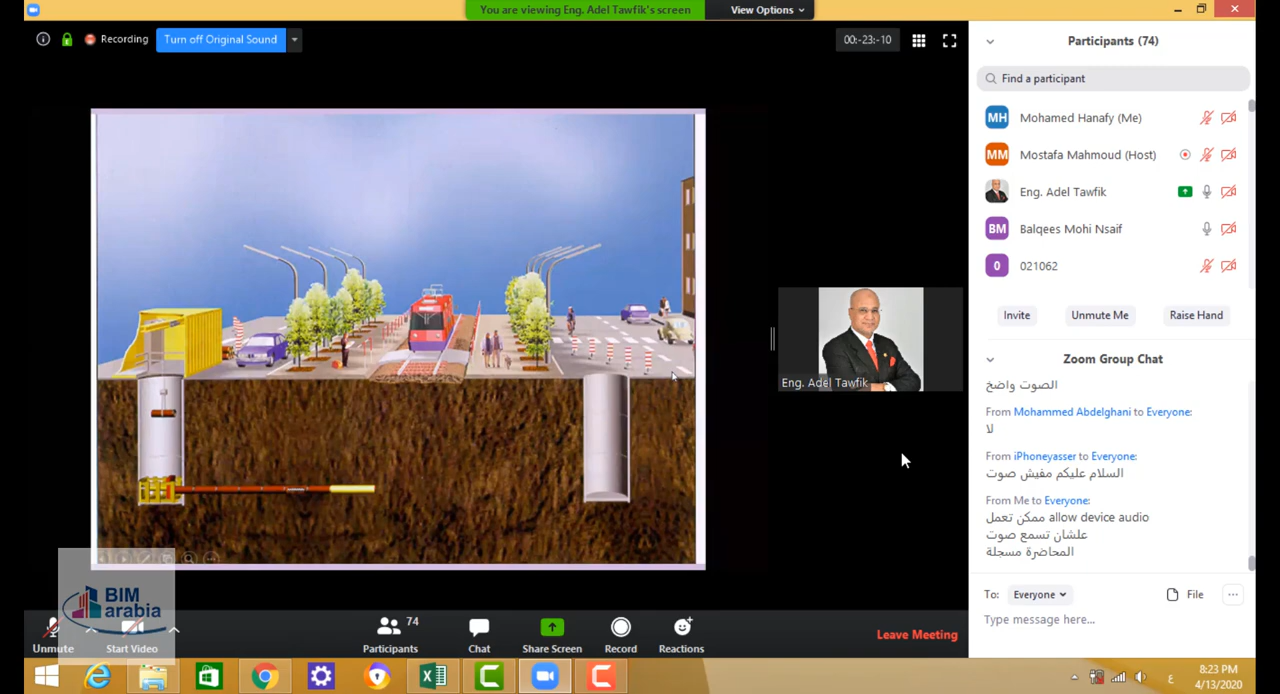 You are viewing Eng. Adel Tawfik's screen
View Options
Recording
Turn off Original Sound
00:-23:-10
Participants (74)
Find a participant
MH Mohamed Hanafy (Me)
MM Mostafa Mahmoud (Host)
Eng. Adel Tawfik
BM Balqees Mohi Nsaif
0 021062
Invite
Unmute Me
Raise Hand
Zoom Group Chat
الصوت واضخ
From Mohammed Abdelghani to Everyone:
لا
From iPhoneyasser to Everyone:
السلام عليكم مفيش صوت
From Me to Everyone:
ممكن تعمل allow device audio
علشان تسمع صوت
المحاضرة مسجلة
To: Everyone
File
Type message here...
Eng. Adel Tawfik
BIM
arabia
Unmute
Start Video
74
Participants
Chat
Share Screen
Record
Reactions
Leave Meeting
ع
8:23 PM
4/13/2020